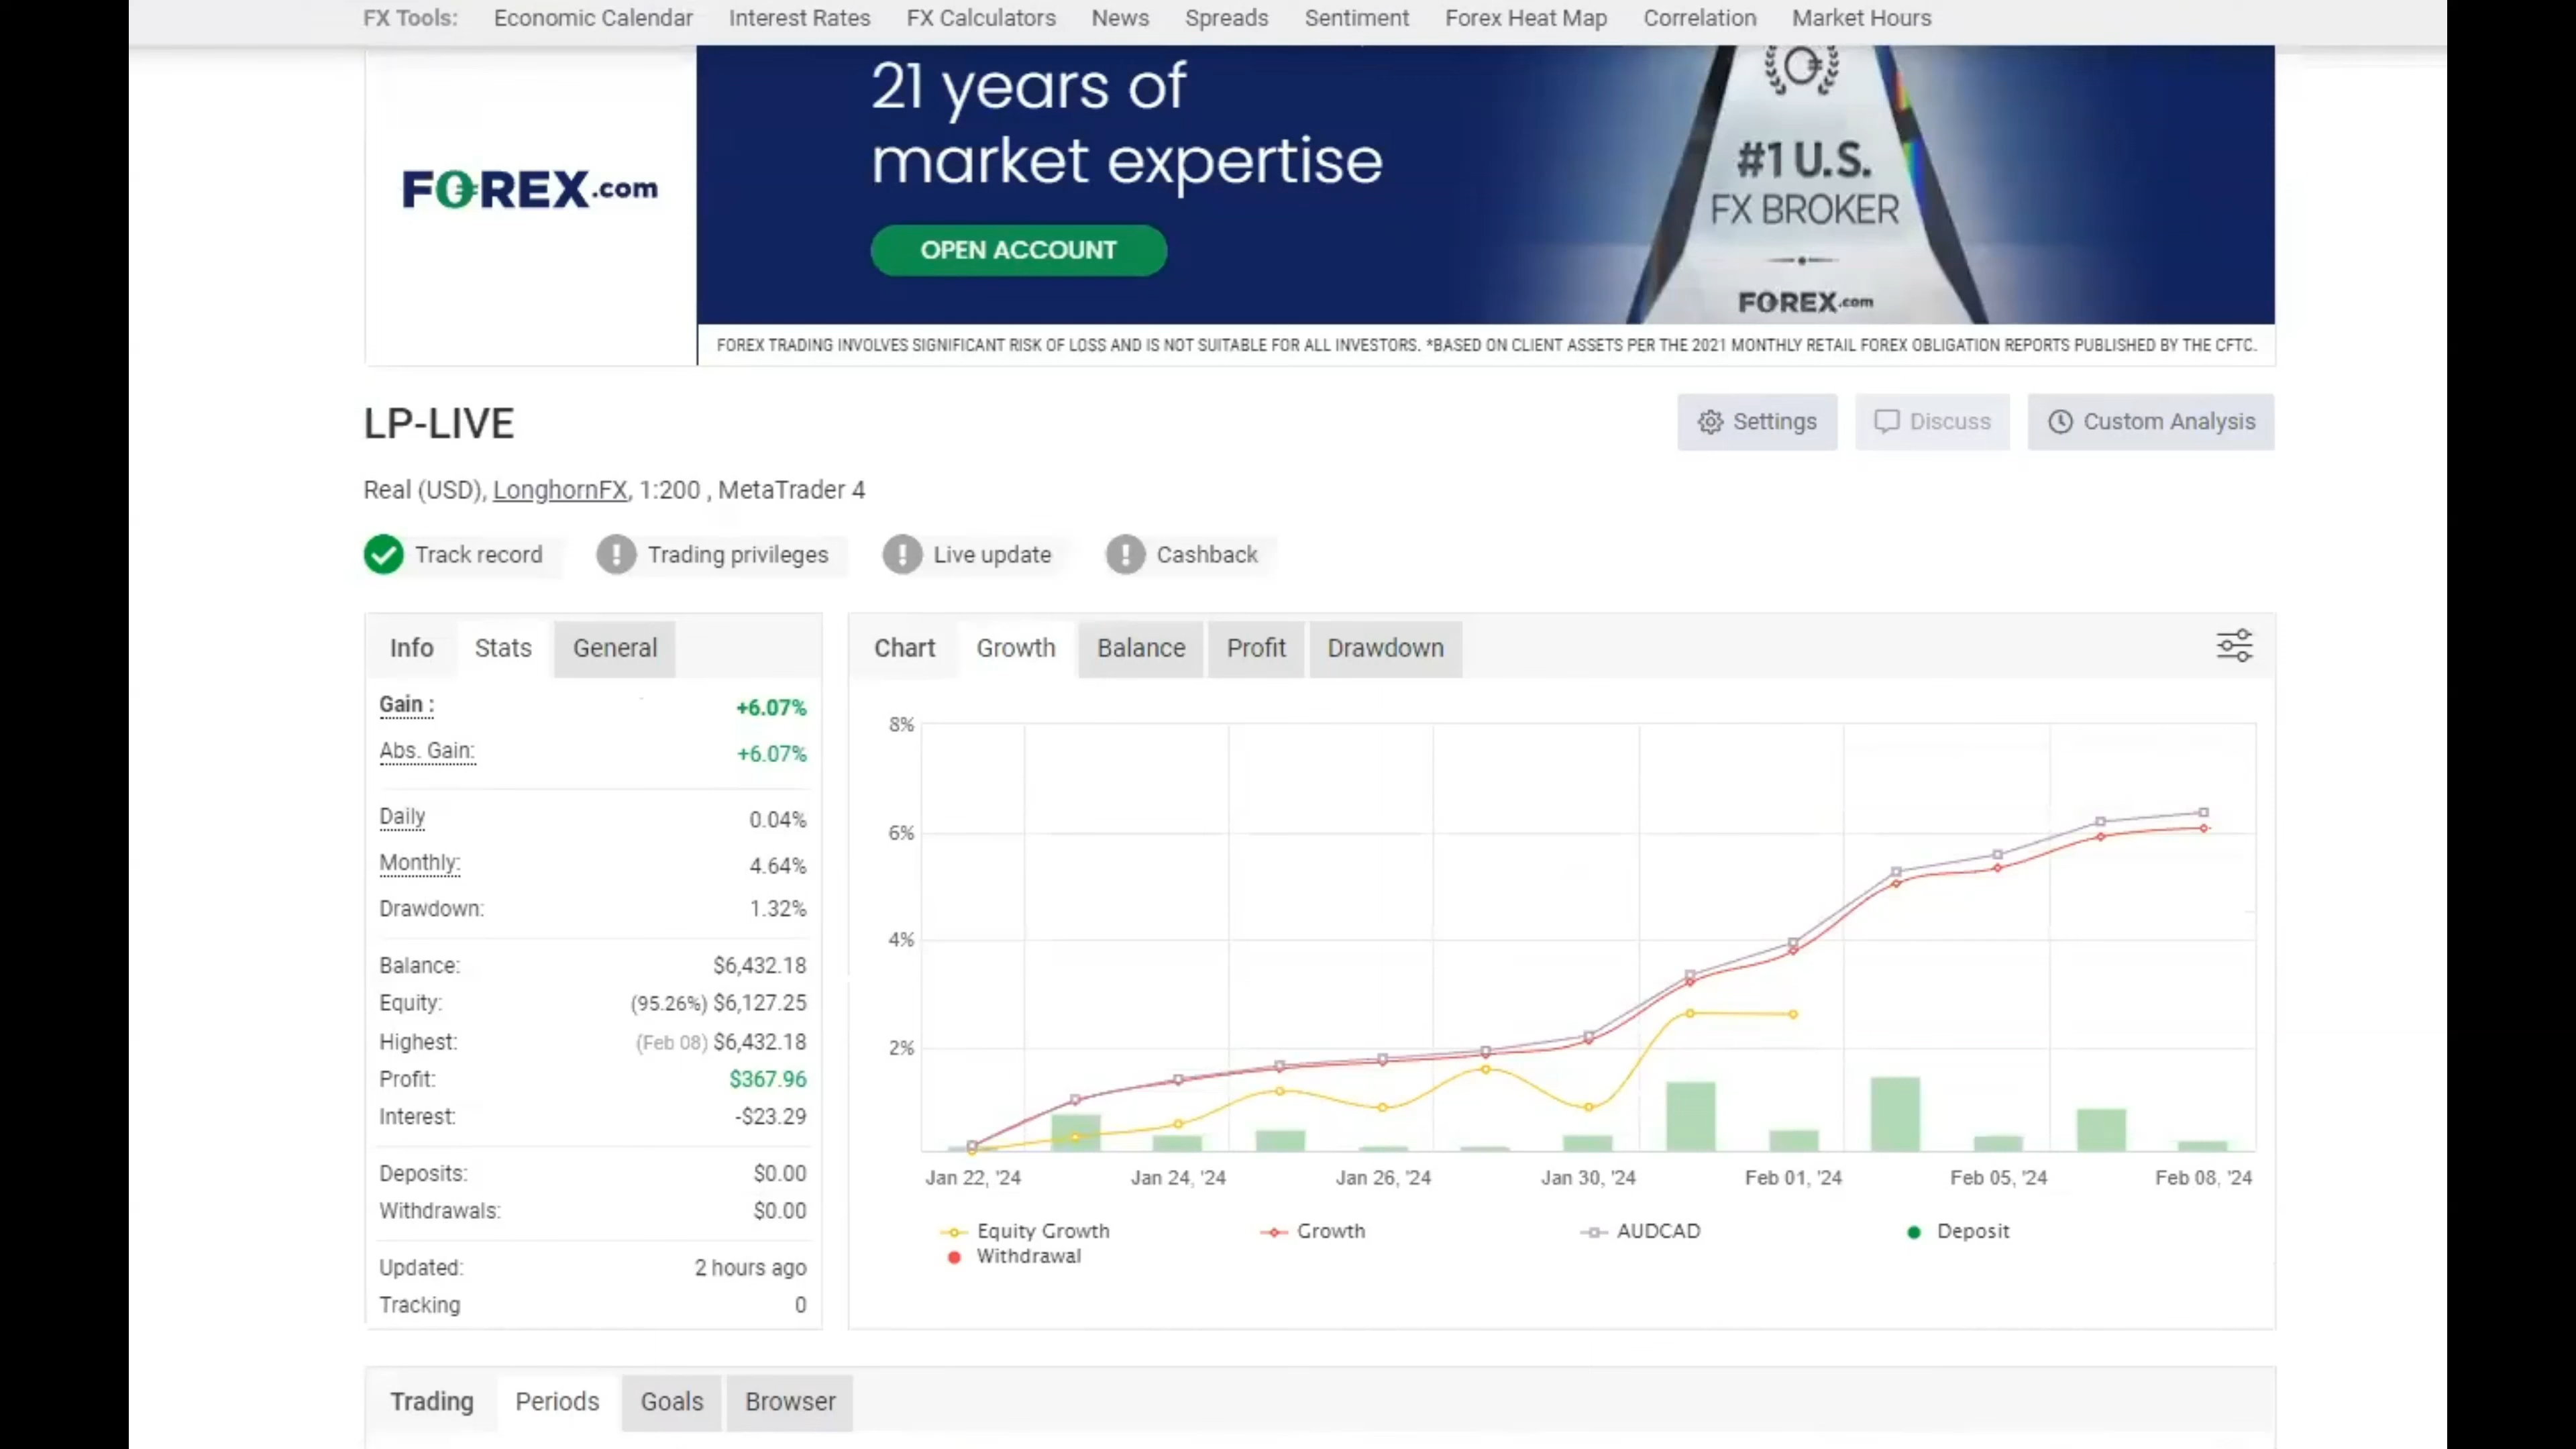 FX Tools: Economic Calendar Interest Rates FX Calculators News Spreads Sentiment Forex Heat Map Correlation Market Hours
21 years of
market expertise
OPEN ACCOUNT
FOREX.com
#1 U.S.
FX BROKER
FOREX.com
FOREX TRADING INVOLVES SIGNIFICANT RISK OF LOSS AND IS NOT SUITABLE FOR ALL INVESTORS. *BASED ON CLIENT ASSETS PER THE 2021 MONTHLY RETAIL FOREX OBLIGATION REPORTS PUBLISHED BY THE CFTC.
LP-LIVE
Settings Discuss Custom Analysis
Real (USD), LonghornFX, 1:200 , MetaTrader 4
Track record Trading privileges Live update Cashback
Info Stats General
Gain : +6.07%
Abs. Gain: +6.07%
Daily 0.04%
Monthly: 4.64%
Drawdown: 1.32%
Balance: $6,432.18
Equity: (95.26%) $6,127.25
Highest: (Feb 08) $6,432.18
Profit: $367.96
Interest: -$23.29
Deposits: $0.00
Withdrawals: $0.00
Updated: 2 hours ago
Tracking 0
Chart Growth Balance Profit Drawdown
8%
6%
4%
2%
Jan 22, '24 Jan 24, '24 Jan 26, '24 Jan 30, '24 Feb 01, '24 Feb 05, '24 Feb 08, '24
Equity Growth Growth AUDCAD Deposit
Withdrawal
Trading Periods Goals Browser